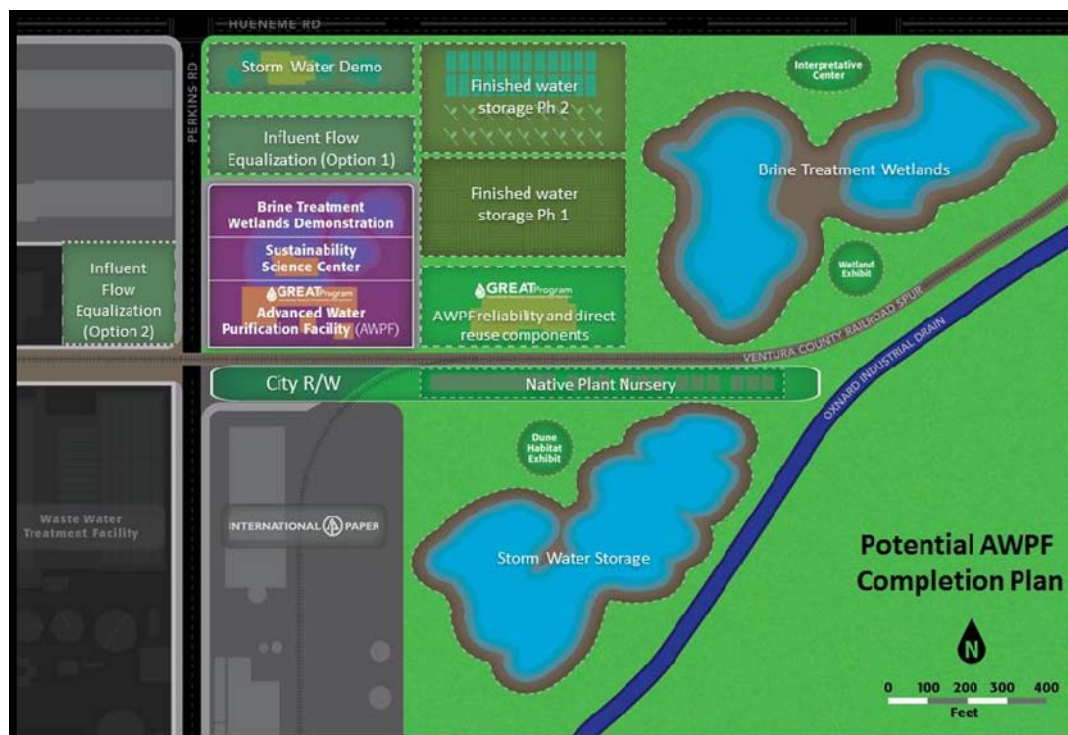 HUENEME RD
PERKINS RD
Storm Water Demo
Finished water
storage Ph 2
Interpretative
Center
Influent Flow
Equalization (Option 1)
Brine Treatment Wetlands
Finished water
storage Ph 1
Brine Treatment
Wetlands Demonstration
Sustainability
Science Center
Wetland
Exhibit
Influent
Flow
Equalization
(Option 2)
GREATProgram
Advanced Water
Purification Facility (AWPF)
GREATProgram
AWPF reliability and direct
reuse components
VENTURA COUNTY RAILROAD SPUR
OXNARD INDUSTRIAL DRAIN
City R/W
Native Plant Nursery
Dune
Habitat
Exhibit
Waste Water
Treatment Facility
INTERNATIONAL PAPER
Storm Water Storage
Potential AWPF
Completion Plan
N
0 100 200 300 400
Feet